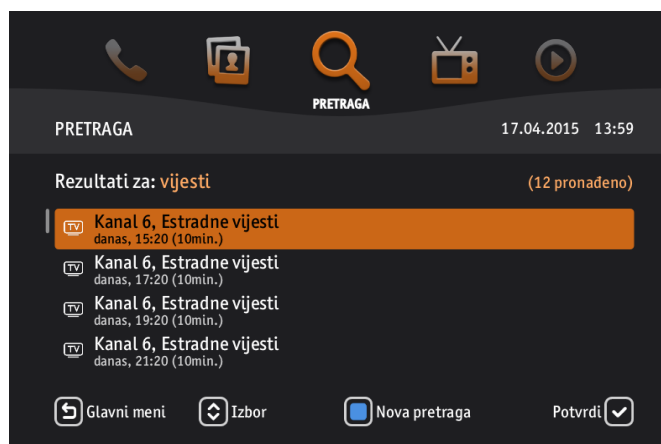 PRETRAGA
PRETRAGA 17.04.2015 13:59
Rezultati za: vijesti (12 pronađeno)
TV Kanal 6, Estradne vijesti
danas, 15:20 (10min.)
TV Kanal 6, Estradne vijesti
danas, 17:20 (10min.)
TV Kanal 6, Estradne vijesti
danas, 19:20 (10min.)
TV Kanal 6, Estradne vijesti
danas, 21:20 (10min.)
Glavni meni Izbor Nova pretraga Potvrdi